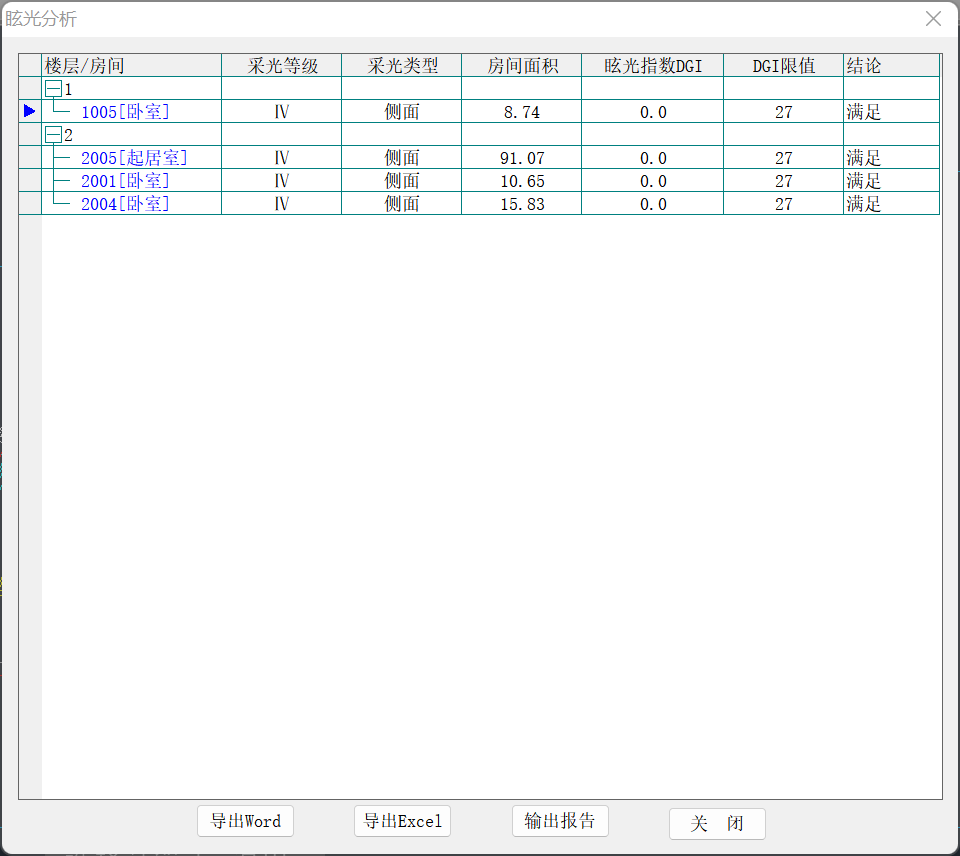 眩光分析
楼层/房间 采光等级 采光类型 房间面积 眩光指数DGI DGI限值 结论
1
1005[卧室] Ⅳ 侧面 8.74 0.0 27 满足
2
2005[起居室] Ⅳ 侧面 91.07 0.0 27 满足
2001[卧室] Ⅳ 侧面 10.65 0.0 27 满足
2004[卧室] Ⅳ 侧面 15.83 0.0 27 满足
导出Word 导出Excel 输出报告 关 闭